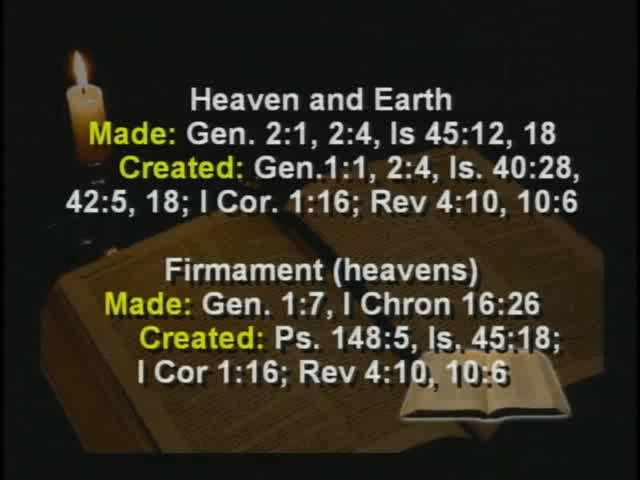 Heaven and Earth
Made: Gen. 2:1, 2:4, Is 45:12, 18
Created: Gen.1:1, 2:4, Is. 40:28,
42:5, 18; I Cor. 1:16; Rev 4:10, 10:6
Firmament (heavens)
Made: Gen. 1:7, I Chron 16:26
Created: Ps. 148:5, Is. 45:18;
I Cor 1:16; Rev 4:10, 10:6